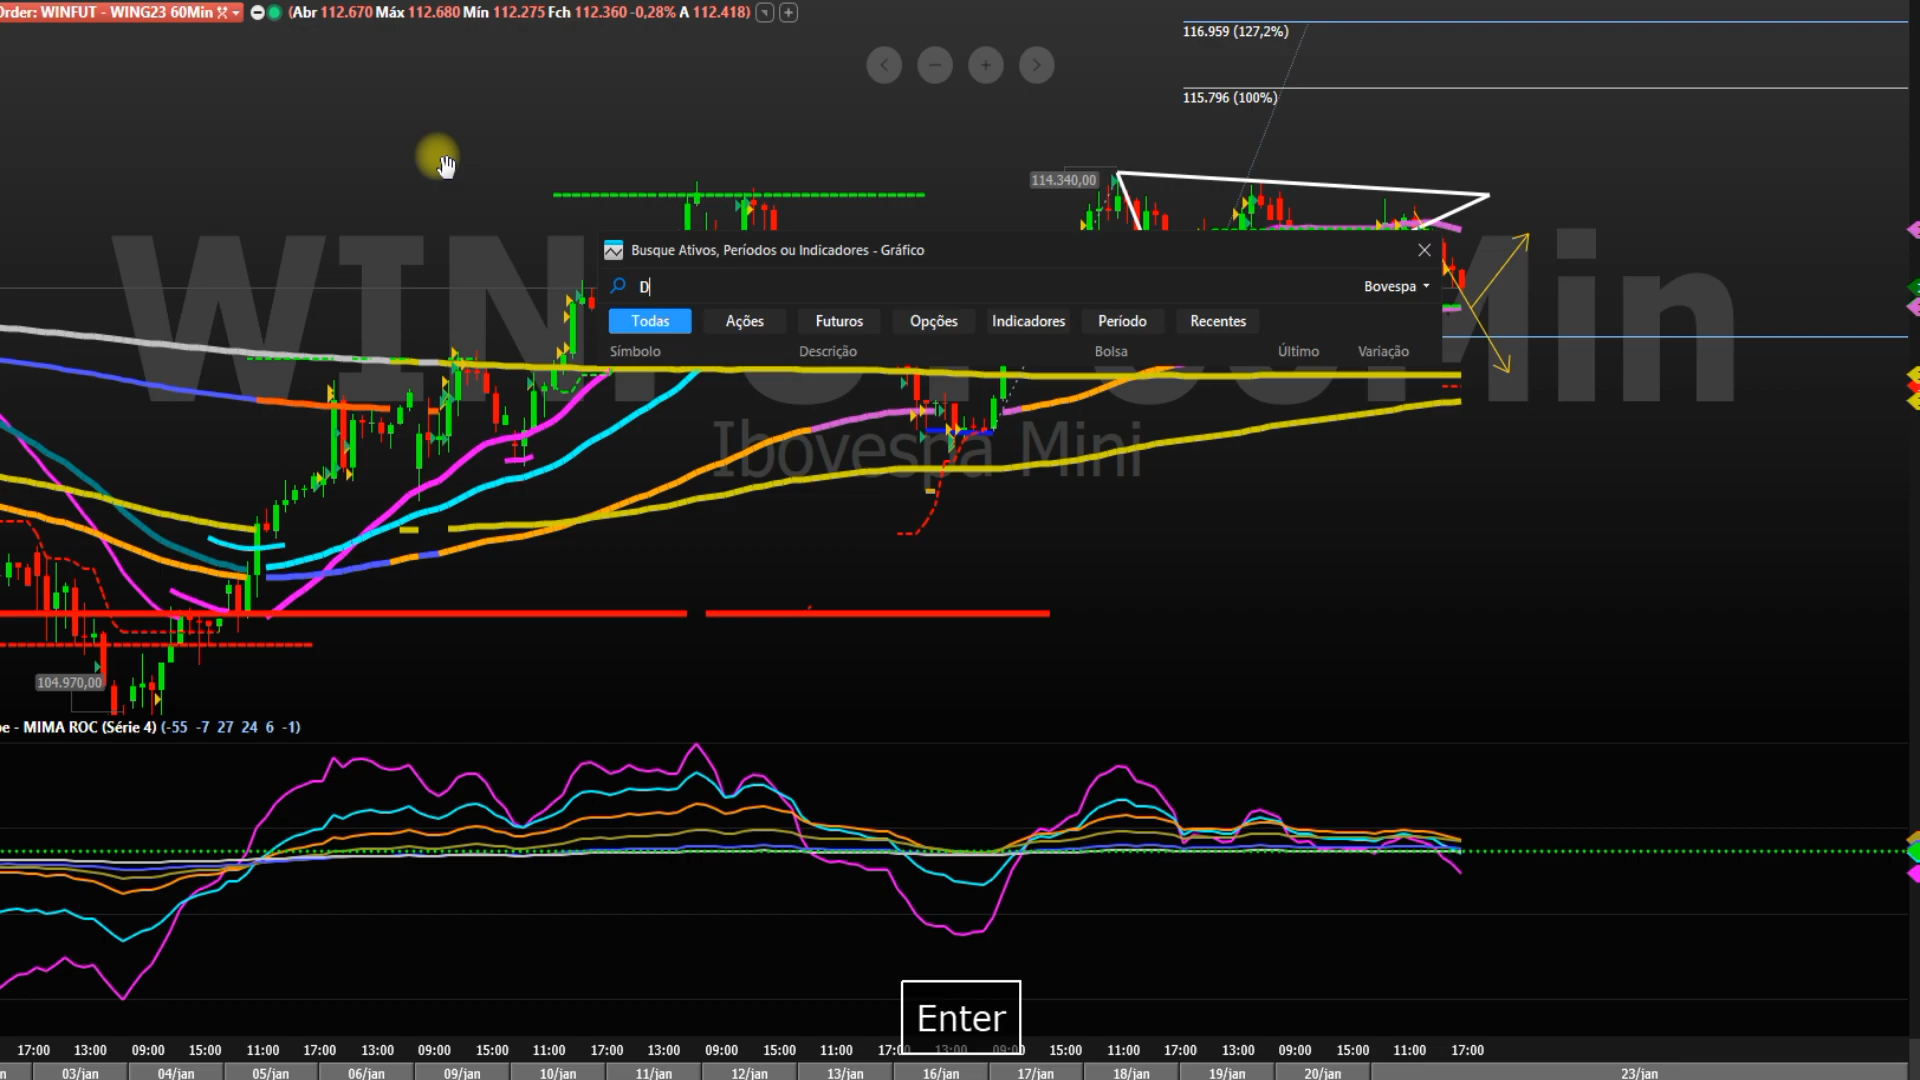 Order: WINFUT - WING23 60Min
(Abr 112.670 Máx 112.680 Mín 112.275 Fch 112.360 -0,28% A 112.418)
116.959 (127,2%)
115.796 (100%)
114.340,00
Busque Ativos, Períodos ou Indicadores - Gráfico
D
Bovespa
Todas Ações Futuros Opções Indicadores Período Recentes
Símbolo Descrição Bolsa Último Variação
Ibovespa Mini
104.970,00
- MIMA ROC (Série 4) (-55 -7 27 24 6 -1)
Enter
17:00 13:00 09:00 15:00 11:00 17:00 13:00 09:00 15:00 11:00 17:00 13:00 09:00 15:00 11:00 17:00 13:00 09:00 15:00 11:00 17:00 13:00 09:00 15:00 11:00 17:00
03/jan 04/jan 05/jan 06/jan 09/jan 10/jan 11/jan 12/jan 13/jan 16/jan 17/jan 18/jan 19/jan 20/jan 23/jan